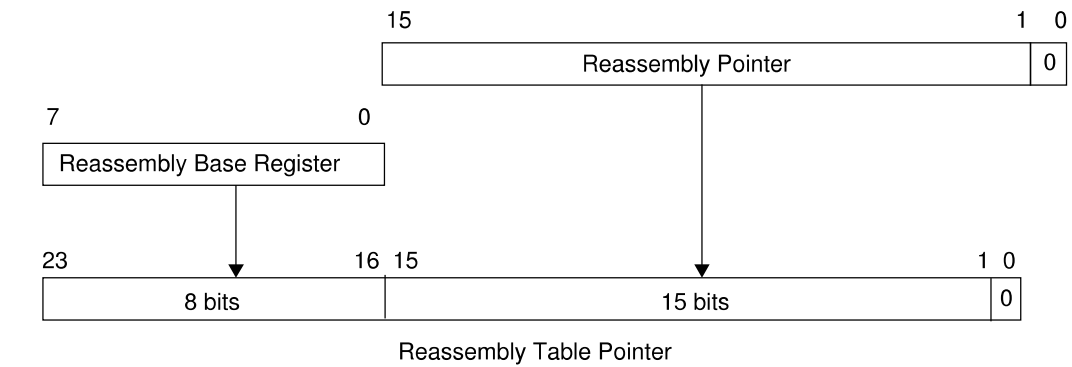 15 1 0
Reassembly Pointer 0
7 0
Reassembly Base Register
23 16 15 1 0
8 bits 15 bits 0
Reassembly Table Pointer